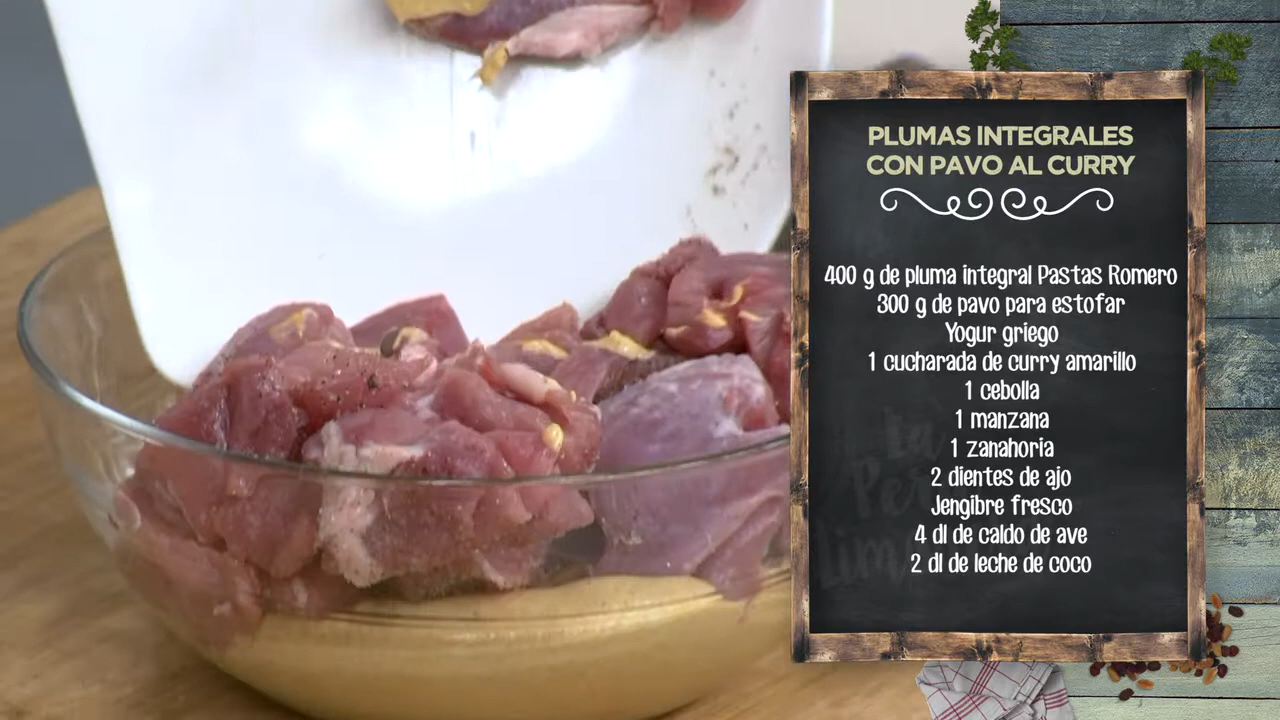 PLUMAS INTEGRALES
CON PAVO AL CURRY
400 g de pluma integral Pastas Romero
300 g de pavo para estofar
Yogur griego
1 cucharada de curry amarillo
1 cebolla
1 manzana
1 zanahoria
2 dientes de ajo
Jengibre fresco
4 dl de caldo de ave
2 dl de leche de coco